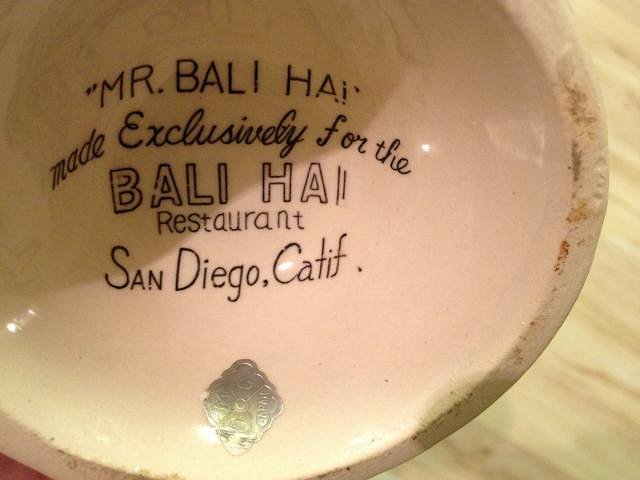 "MR. BALI HAi"
made Exclusively for the
BALI HAI
Restaurant
SAN Diego, Calif.